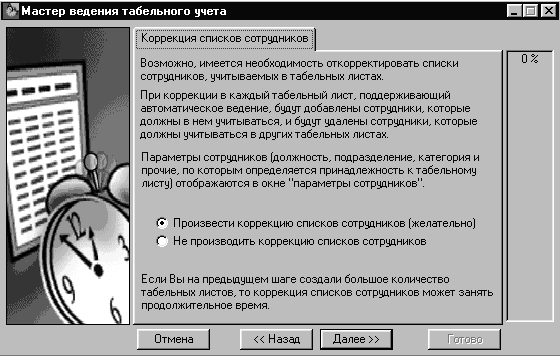 Мастер ведения табельного учета
Коррекция списков сотрудников
0 %
Возможно, имеется необходимость откорректировать списки
сотрудников, учитываемых в табельных листах.
При коррекции в каждый табельный лист, поддерживающий
автоматическое ведение, будут добавлены сотрудники, которые
должны в нем учитываться, и будут удалены сотрудники, которые
должны учитываться в других табельных листах.
Параметры сотрудников (должность, подразделение, категория и
прочие, по которым определяется принадлежность к табельному
листу) отображаются в окне "параметры сотрудников".
Произвести коррекцию списков сотрудников (желательно)
Не производить коррекцию списков сотрудников
Если Вы на предыдущем шаге создали большое количество
табельных листов, то коррекция списков сотрудников может занять
продолжительное время.
Отмена
<< Назад
Далее >>
Готово
12
9
6